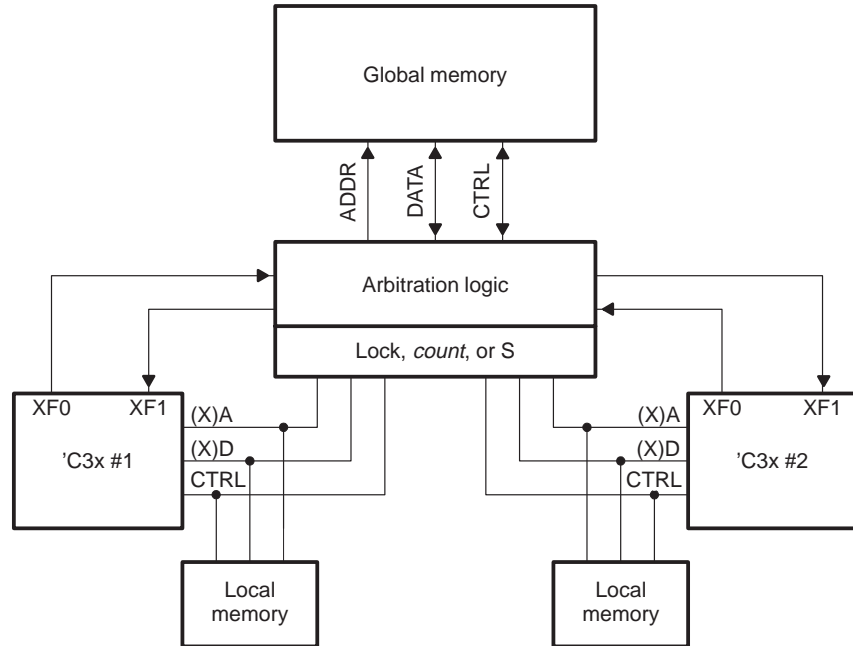 Global memory
ADDR
DATA
CTRL
Arbitration logic
Lock, count, or S
XF0
XF1
(X)A
(X)D
CTRL
’C3x #1
(X)A
(X)D
CTRL
XF0
XF1
’C3x #2
Local
memory
Local
memory